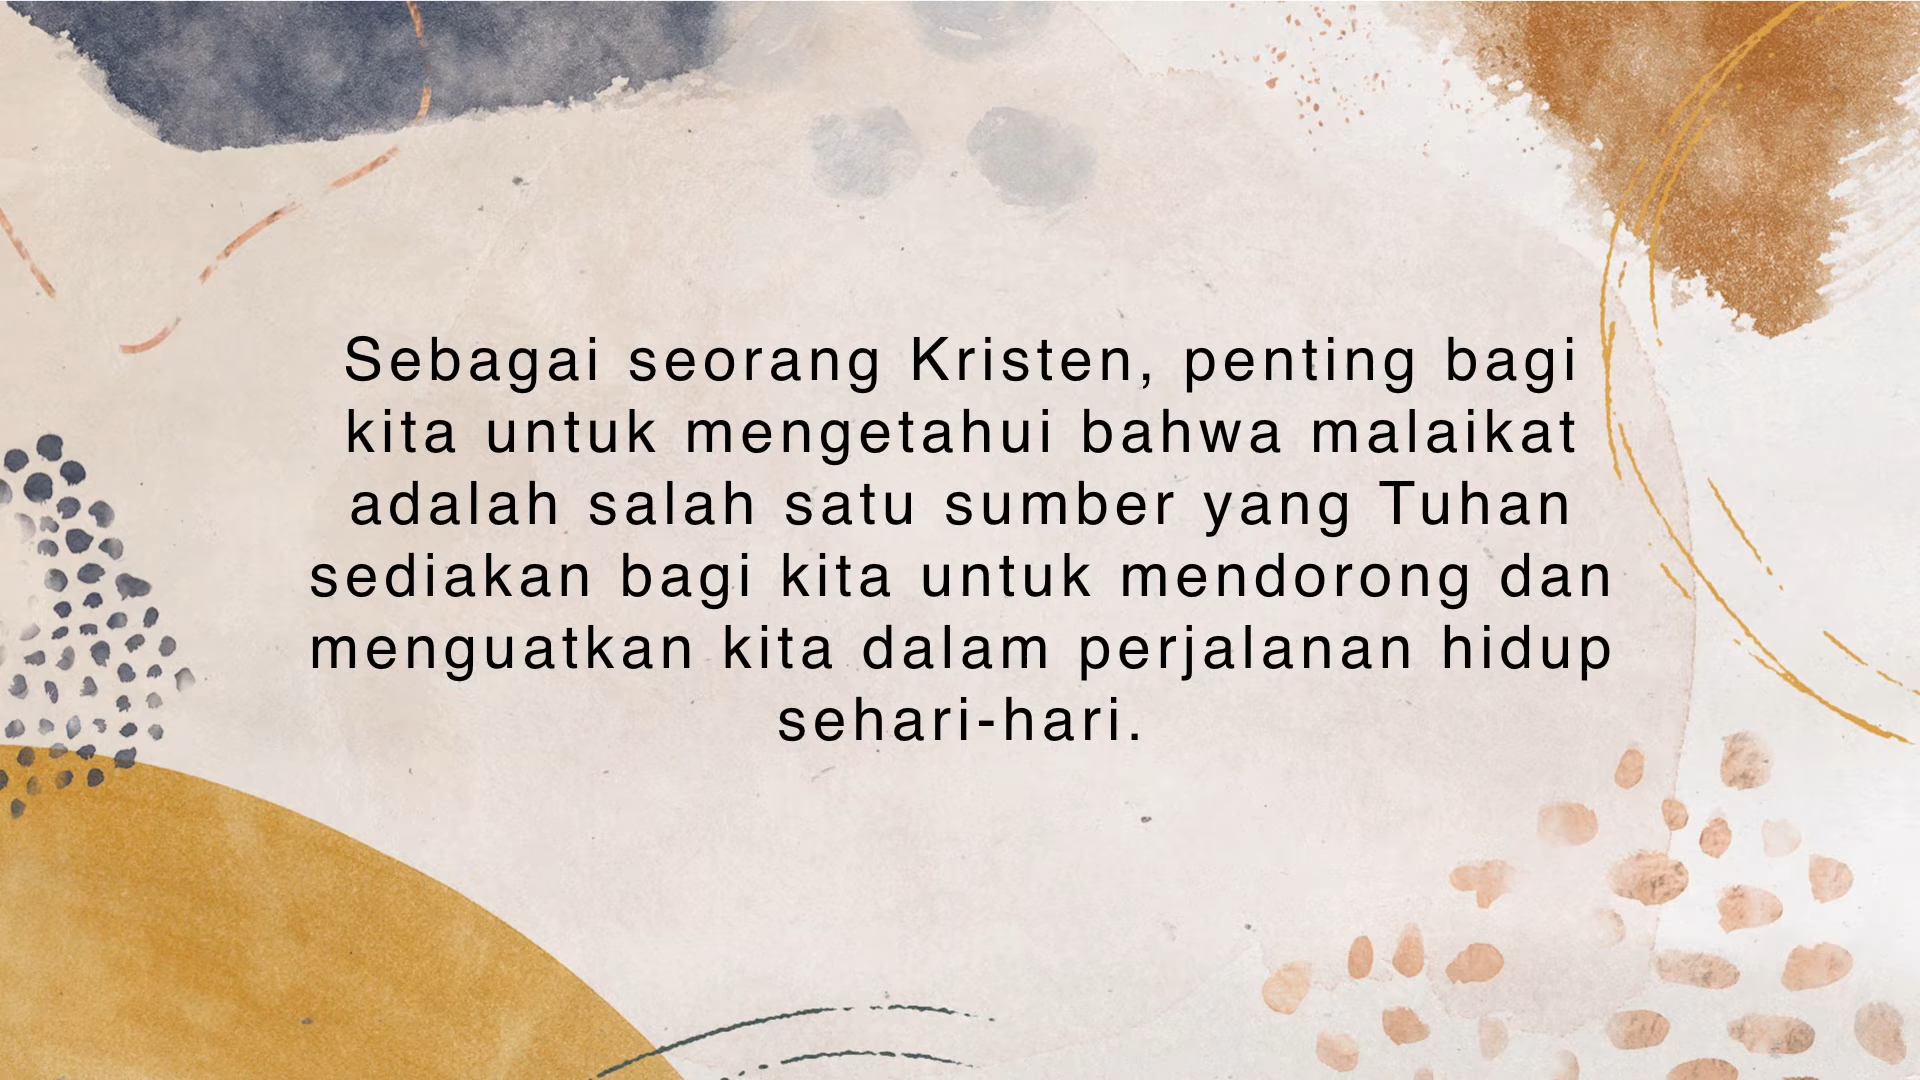 Sebagai seorang Kristen, penting bagi
kita untuk mengetahui bahwa malaikat
adalah salah satu sumber yang Tuhan
sediakan bagi kita untuk mendorong dan
menguatkan kita dalam perjalanan hidup
sehari-hari.